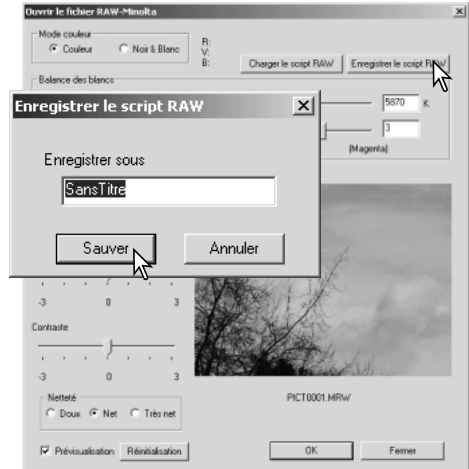 Ouvrir le fichier RAW-Minolta
Mode couleur
Couleur Noir & Blanc
R:
V:
B:
Charger le script RAW Enregistrer le script RAW
Balance des blancs
5870 K
3
(Magenta)
Enregistrer le script RAW
Enregistrer sous
SansTitre
Sauver Annuler
-3 0 3
Contraste
-3 0 3
Netteté
Doux Net Très net
PICT0001.MRW
Prévisualisation Réinitialisation OK Fermer